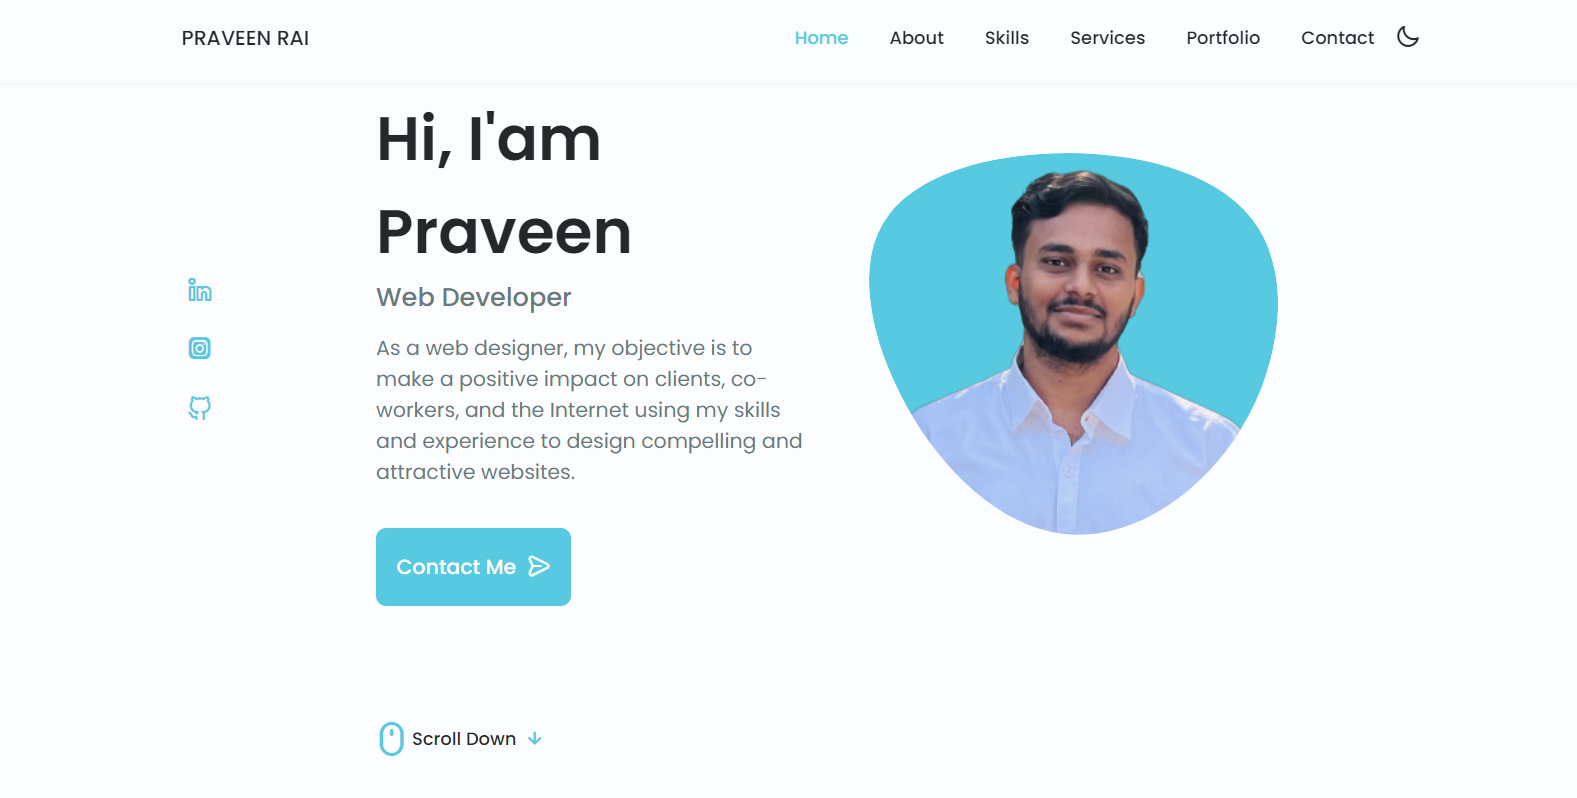 PRAVEEN RAI
Home About Skills Services Portfolio Contact
Hi, I'am
Praveen
Web Developer
As a web designer, my objective is to
make a positive impact on clients, co-
workers, and the Internet using my skills
and experience to design compelling and
attractive websites.
Contact Me
Scroll Down